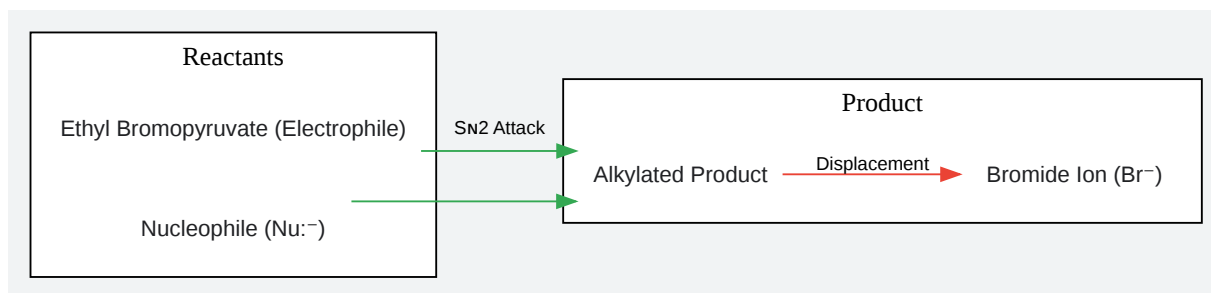 Reactants
Ethyl Bromopyruvate (Electrophile)
Nucleophile (Nu:⁻)
Sɴ2 Attack
Product
Alkylated Product
Displacement
Bromide Ion (Br⁻)